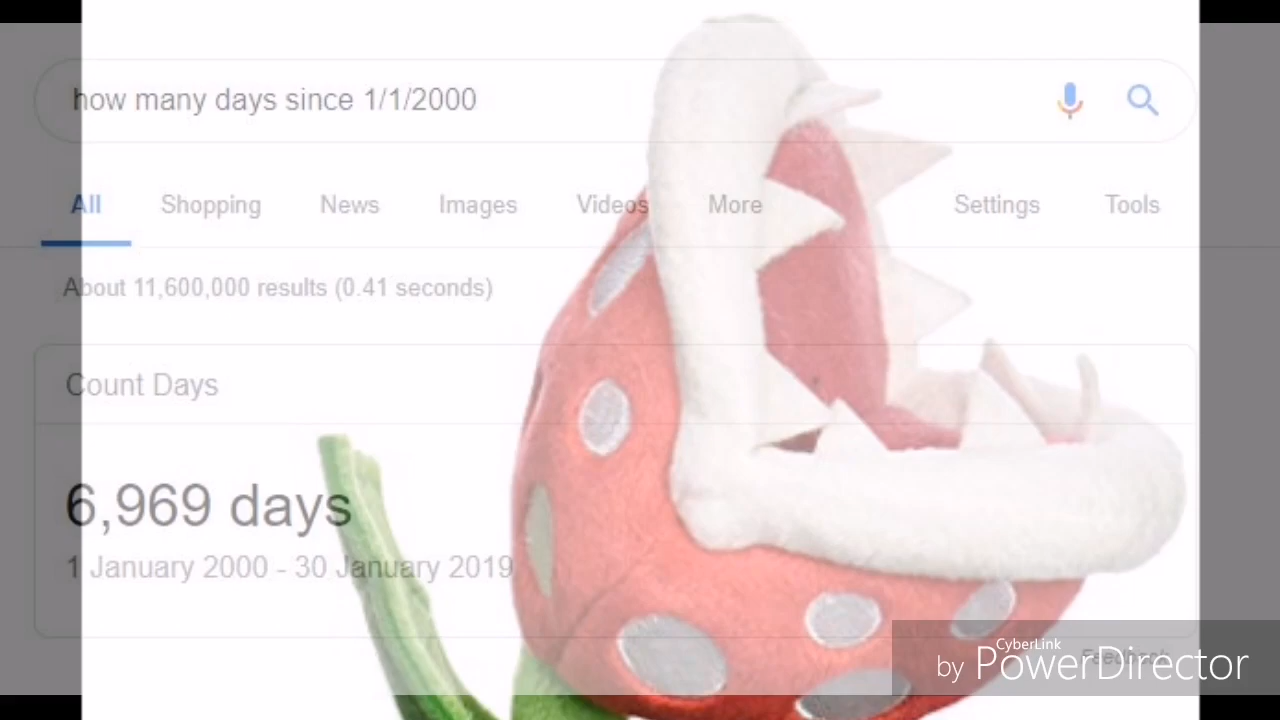 how many days since 1/1/2000
All Shopping News Images Videos More Settings Tools
About 11,600,000 results (0.41 seconds)
Count Days
6,969 days
1 January 2000 - 30 January 2019
Feedback
CyberLink
by PowerDirector